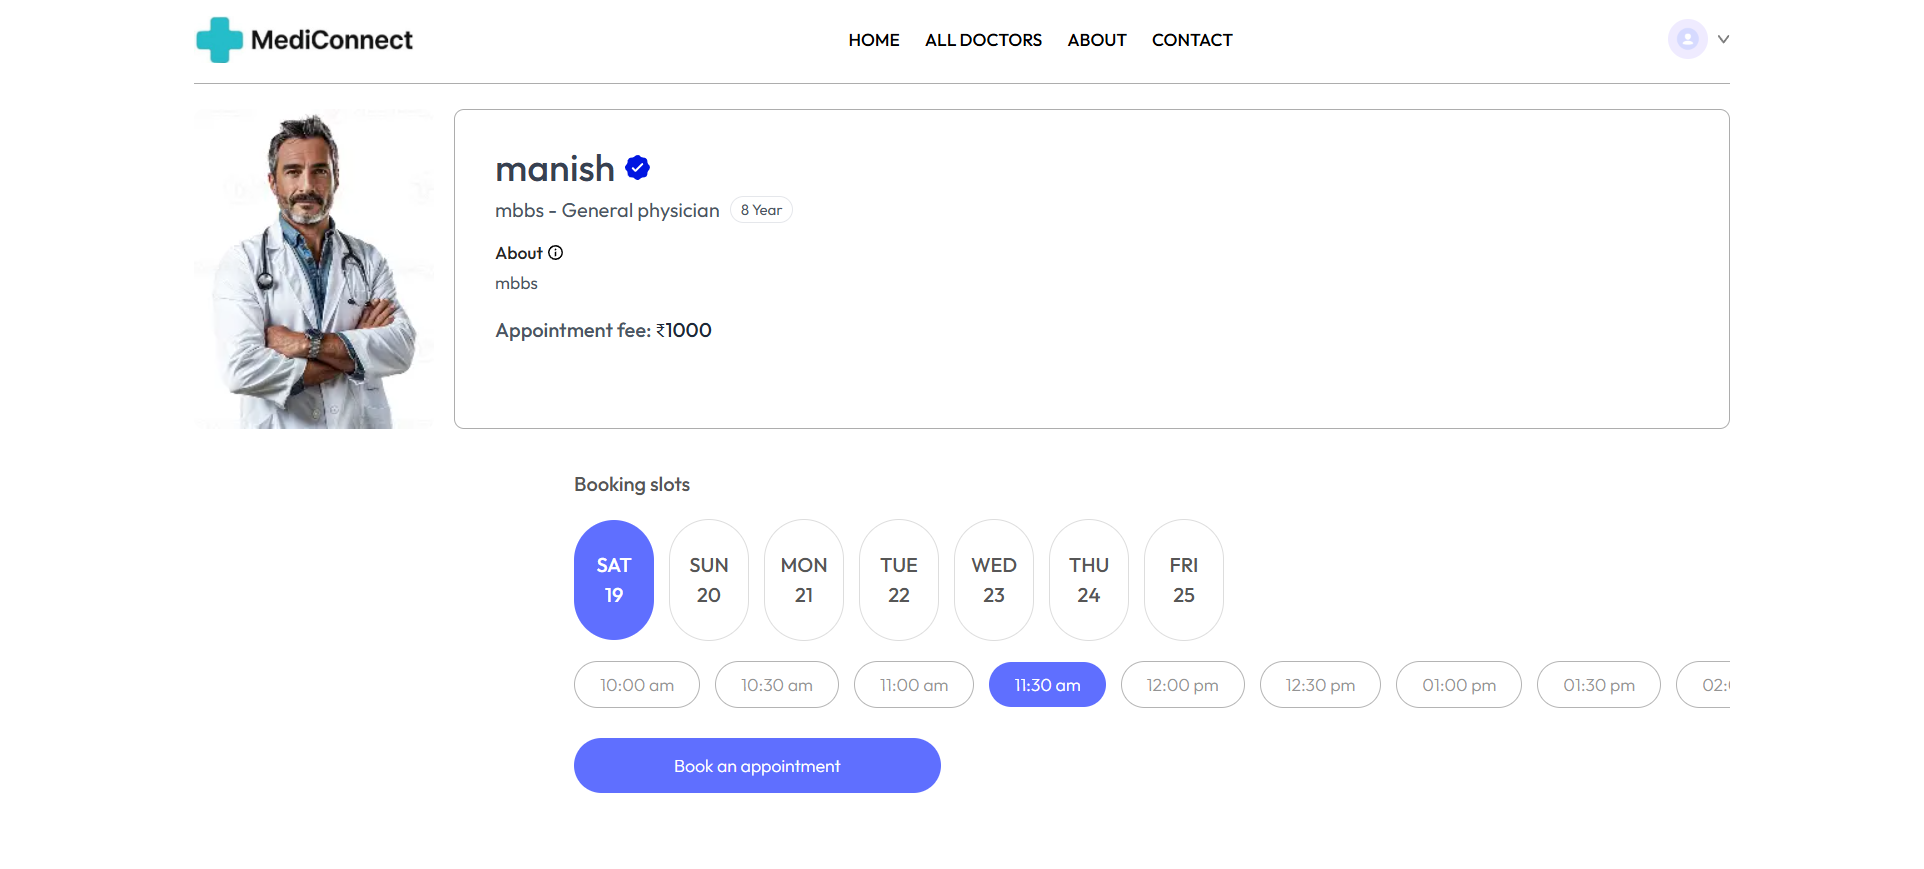 MediConnect
HOME ALL DOCTORS ABOUT CONTACT
manish
mbbs - General physician 8 Year
About
mbbs
Appointment fee: ₹1000
Booking slots
SAT SUN MON TUE WED THU FRI
19 20 21 22 23 24 25
10:00 am 10:30 am 11:00 am 11:30 am 12:00 pm 12:30 pm 01:00 pm 01:30 pm
Book an appointment